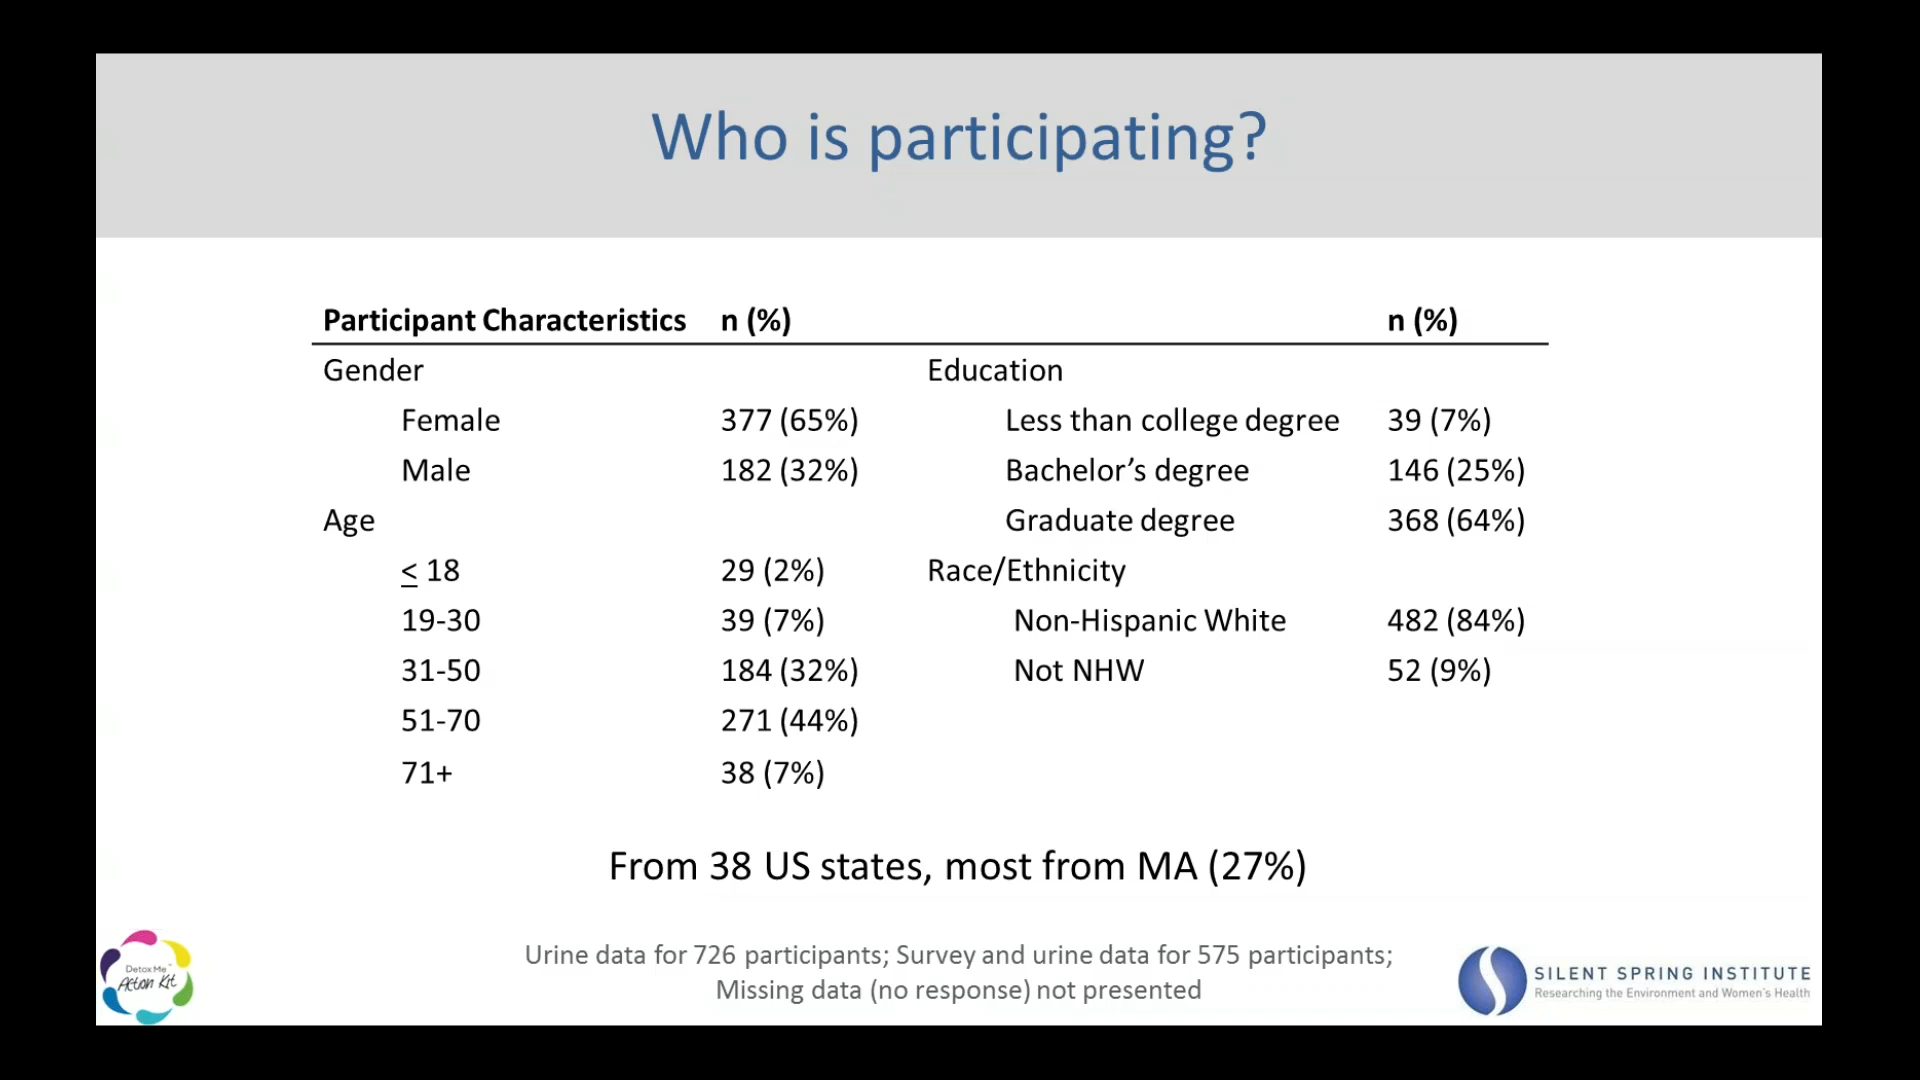 Who is participating?
Participant Characteristics n (%) n (%)
Gender Education
Female 377 (65%) Less than college degree 39 (7%)
Male 182 (32%) Bachelor’s degree 146 (25%)
Age Graduate degree 368 (64%)
≤ 18 29 (2%) Race/Ethnicity
19-30 39 (7%) Non-Hispanic White 482 (84%)
31-50 184 (32%) Not NHW 52 (9%)
51-70 271 (44%)
71+ 38 (7%)
From 38 US states, most from MA (27%)
Urine data for 726 participants; Survey and urine data for 575 participants;
Missing data (no response) not presented
Detox Me™
Action Kit
SILENT SPRING INSTITUTE
Researching the Environment and Women's Health